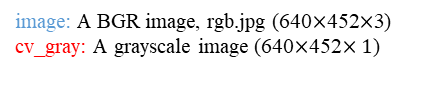 image: A BGR image, rgb.jpg (640×452×3)
cv_gray: A grayscale image (640×452× 1)